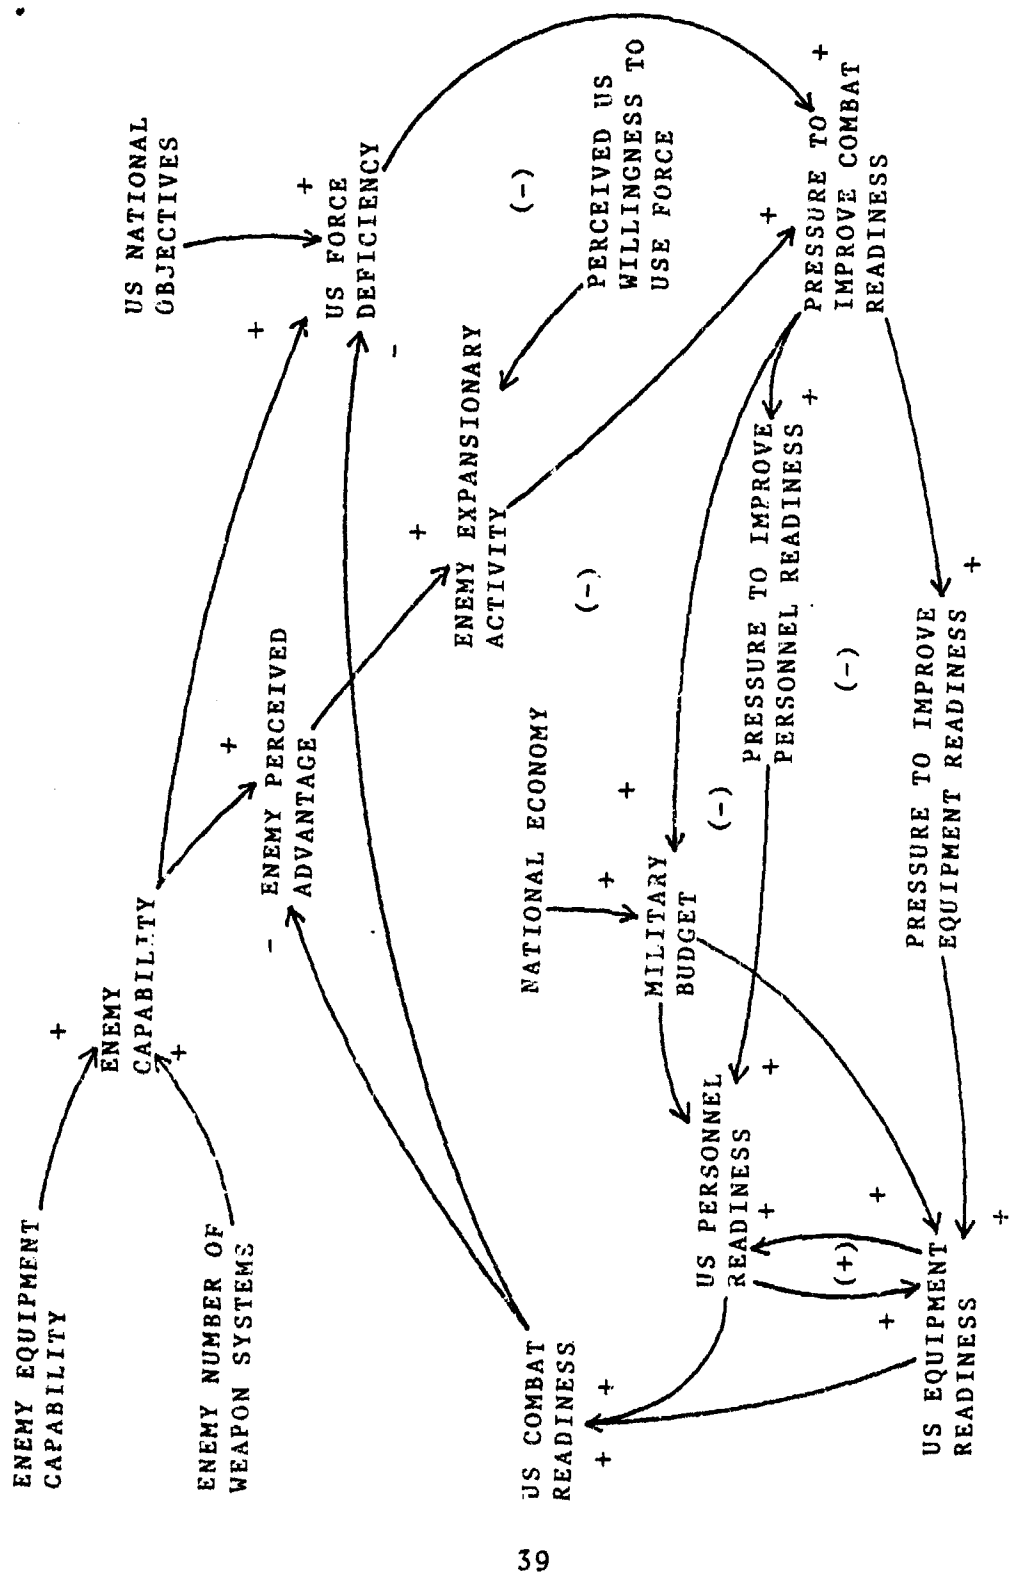 ENEMY EQUIPMENT
CAPABILITY
+
ENEMY NUMBER OF
WEAPON SYSTEMS
+
ENEMY
CAPABILITY
US NATIONAL
OBJECTIVES
+
+
US FORCE
DEFICIENCY
-
+
ENEMY PERCEIVED
ADVANTAGE
-
+
ENEMY EXPANSIONARY
ACTIVITY
(-)
PERCEIVED US
WILLINGNESS TO
USE FORCE
(-)
NATIONAL ECONOMY
+
+
MILITARY
BUDGET
(-)
US COMBAT
READINESS
+
+
US PERSONNEL
READINESS
+
+
(+)
+
+
US EQUIPMENT
READINESS
+
PRESSURE TO IMPROVE
PERSONNEL READINESS
+
(-)
PRESSURE TO IMPROVE
EQUIPMENT READINESS
+
+
+
PRESSURE TO
IMPROVE COMBAT
READINESS
39